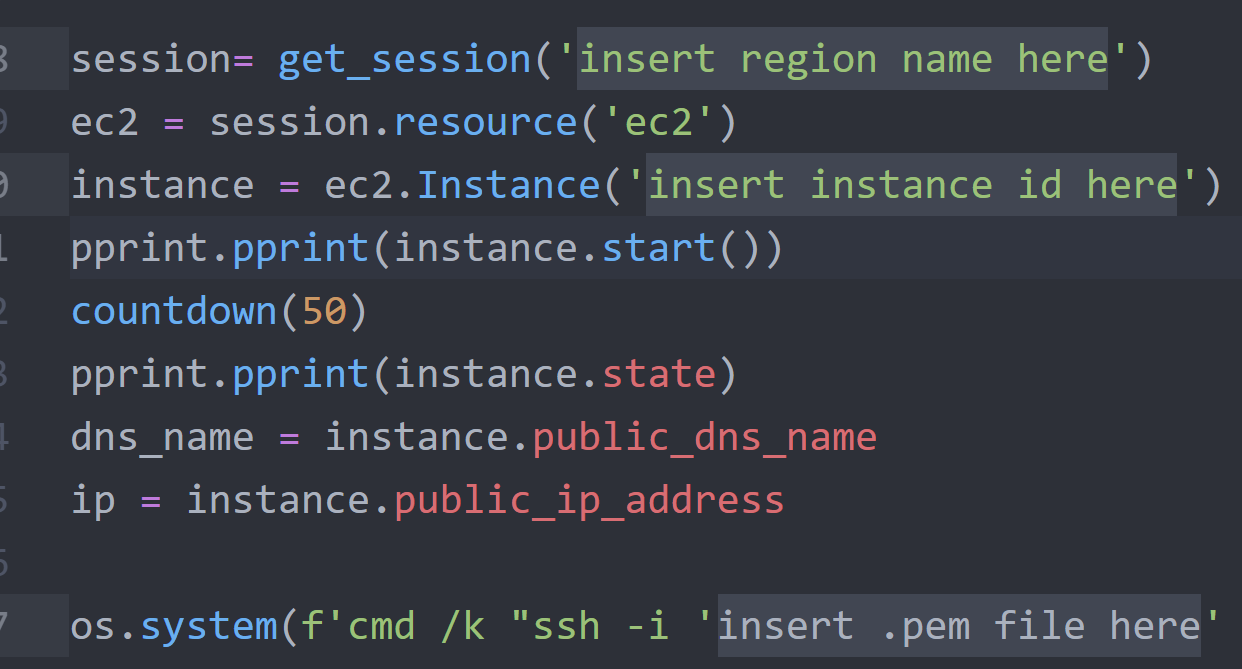 session= get_session('insert region name here')
ec2 = session.resource('ec2')
instance = ec2.Instance('insert instance id here')
pprint.pprint(instance.start())
countdown(50)
pprint.pprint(instance.state)
dns_name = instance.public_dns_name
ip = instance.public_ip_address
os.system(f'cmd /k "ssh -i 'insert .pem file here'